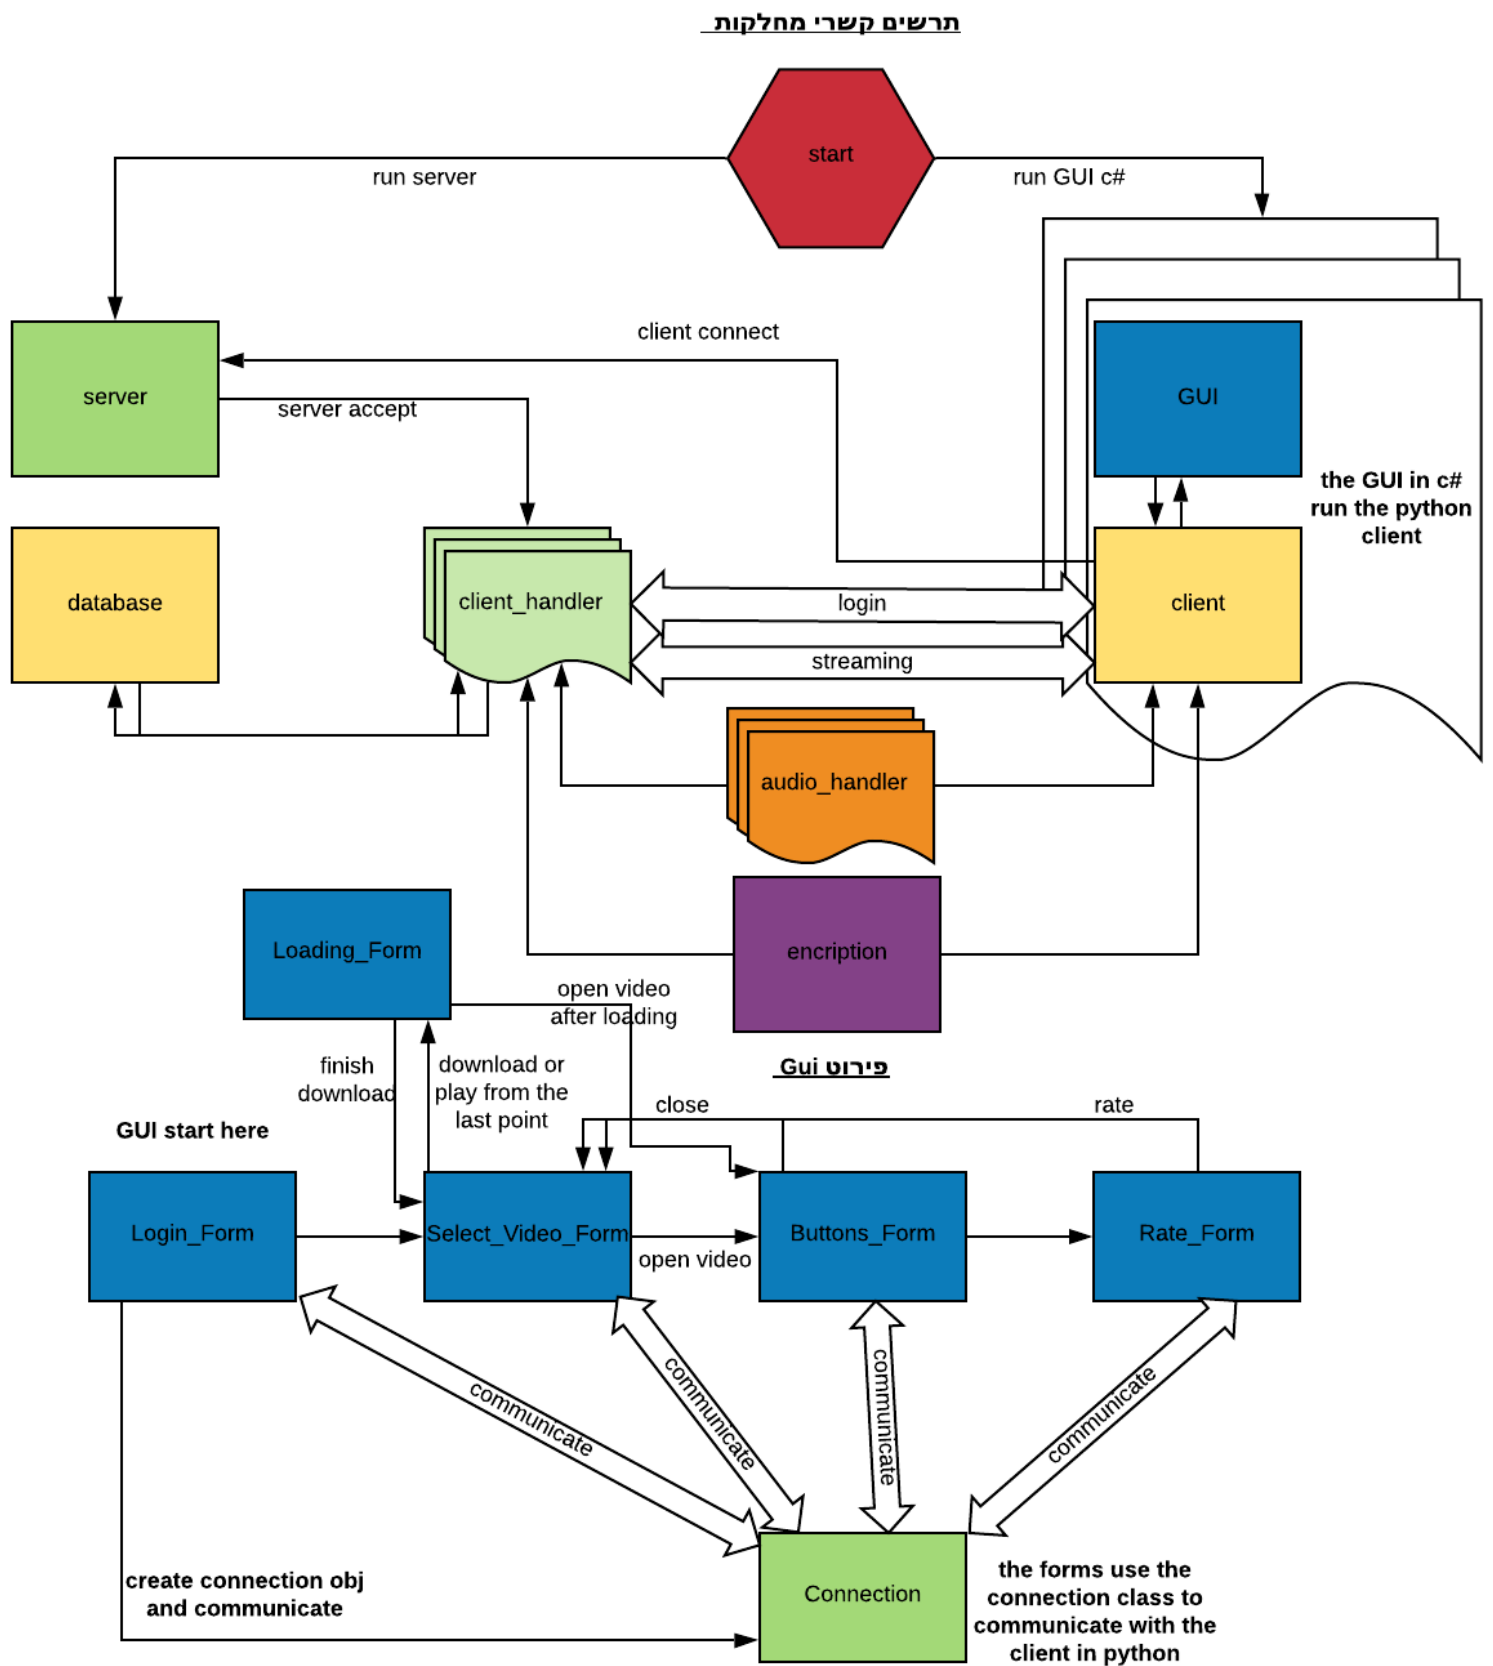 תרשים קשרי מחלקות
start
run server
run GUI c#
client connect
server
server accept
GUI
the GUI in c#
run the python
client
database
client_handler
login
client
streaming
audio_handler
encription
Loading_Form
open video
after loading
finish
download
download or
play from the
last point
פירוט Gui
close
rate
GUI start here
Login_Form
Select_Video_Form
open video
Buttons_Form
Rate_Form
communicate
communicate
communicate
communicate
create connection obj
and communicate
Connection
the forms use the
connection class to
communicate with the
client in python